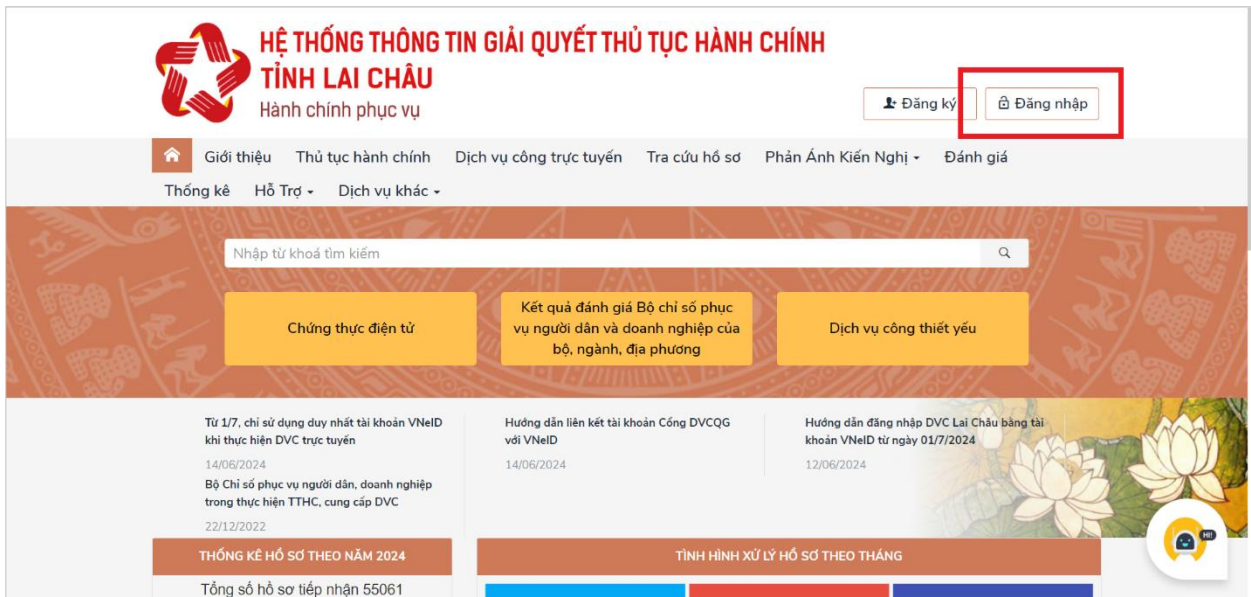 HỆ THỐNG THÔNG TIN GIẢI QUYẾT THỦ TỤC HÀNH CHÍNH
TỈNH LAI CHÂU
Hành chính phục vụ
Đăng ký
Đăng nhập
Giới thiệu Thủ tục hành chính Dịch vụ công trực tuyến Tra cứu hồ sơ Phản Ánh Kiến Nghị Đánh giá
Thống kê Hỗ Trợ Dịch vụ khác
Nhập từ khoá tìm kiếm
Chứng thực điện tử
Kết quả đánh giá Bộ chỉ số phục
vụ người dân và doanh nghiệp của
bộ, ngành, địa phương
Dịch vụ công thiết yếu
Từ 1/7, chỉ sử dụng duy nhất tài khoản VNeID
khi thực hiện DVC trực tuyến
14/06/2024
Bộ Chỉ số phục vụ người dân, doanh nghiệp
trong thực hiện TTHC, cung cấp DVC
22/12/2022
Hướng dẫn liên kết tài khoản Cổng DVCQG
với VNeID
14/06/2024
Hướng dẫn đăng nhập DVC Lai Châu bằng tài
khoản VNeID từ ngày 01/7/2024
12/06/2024
HI!
THỐNG KÊ HỒ SƠ THEO NĂM 2024
Tổng số hồ sơ tiếp nhận 55061
TÌNH HÌNH XỬ LÝ HỒ SƠ THEO THÁNG